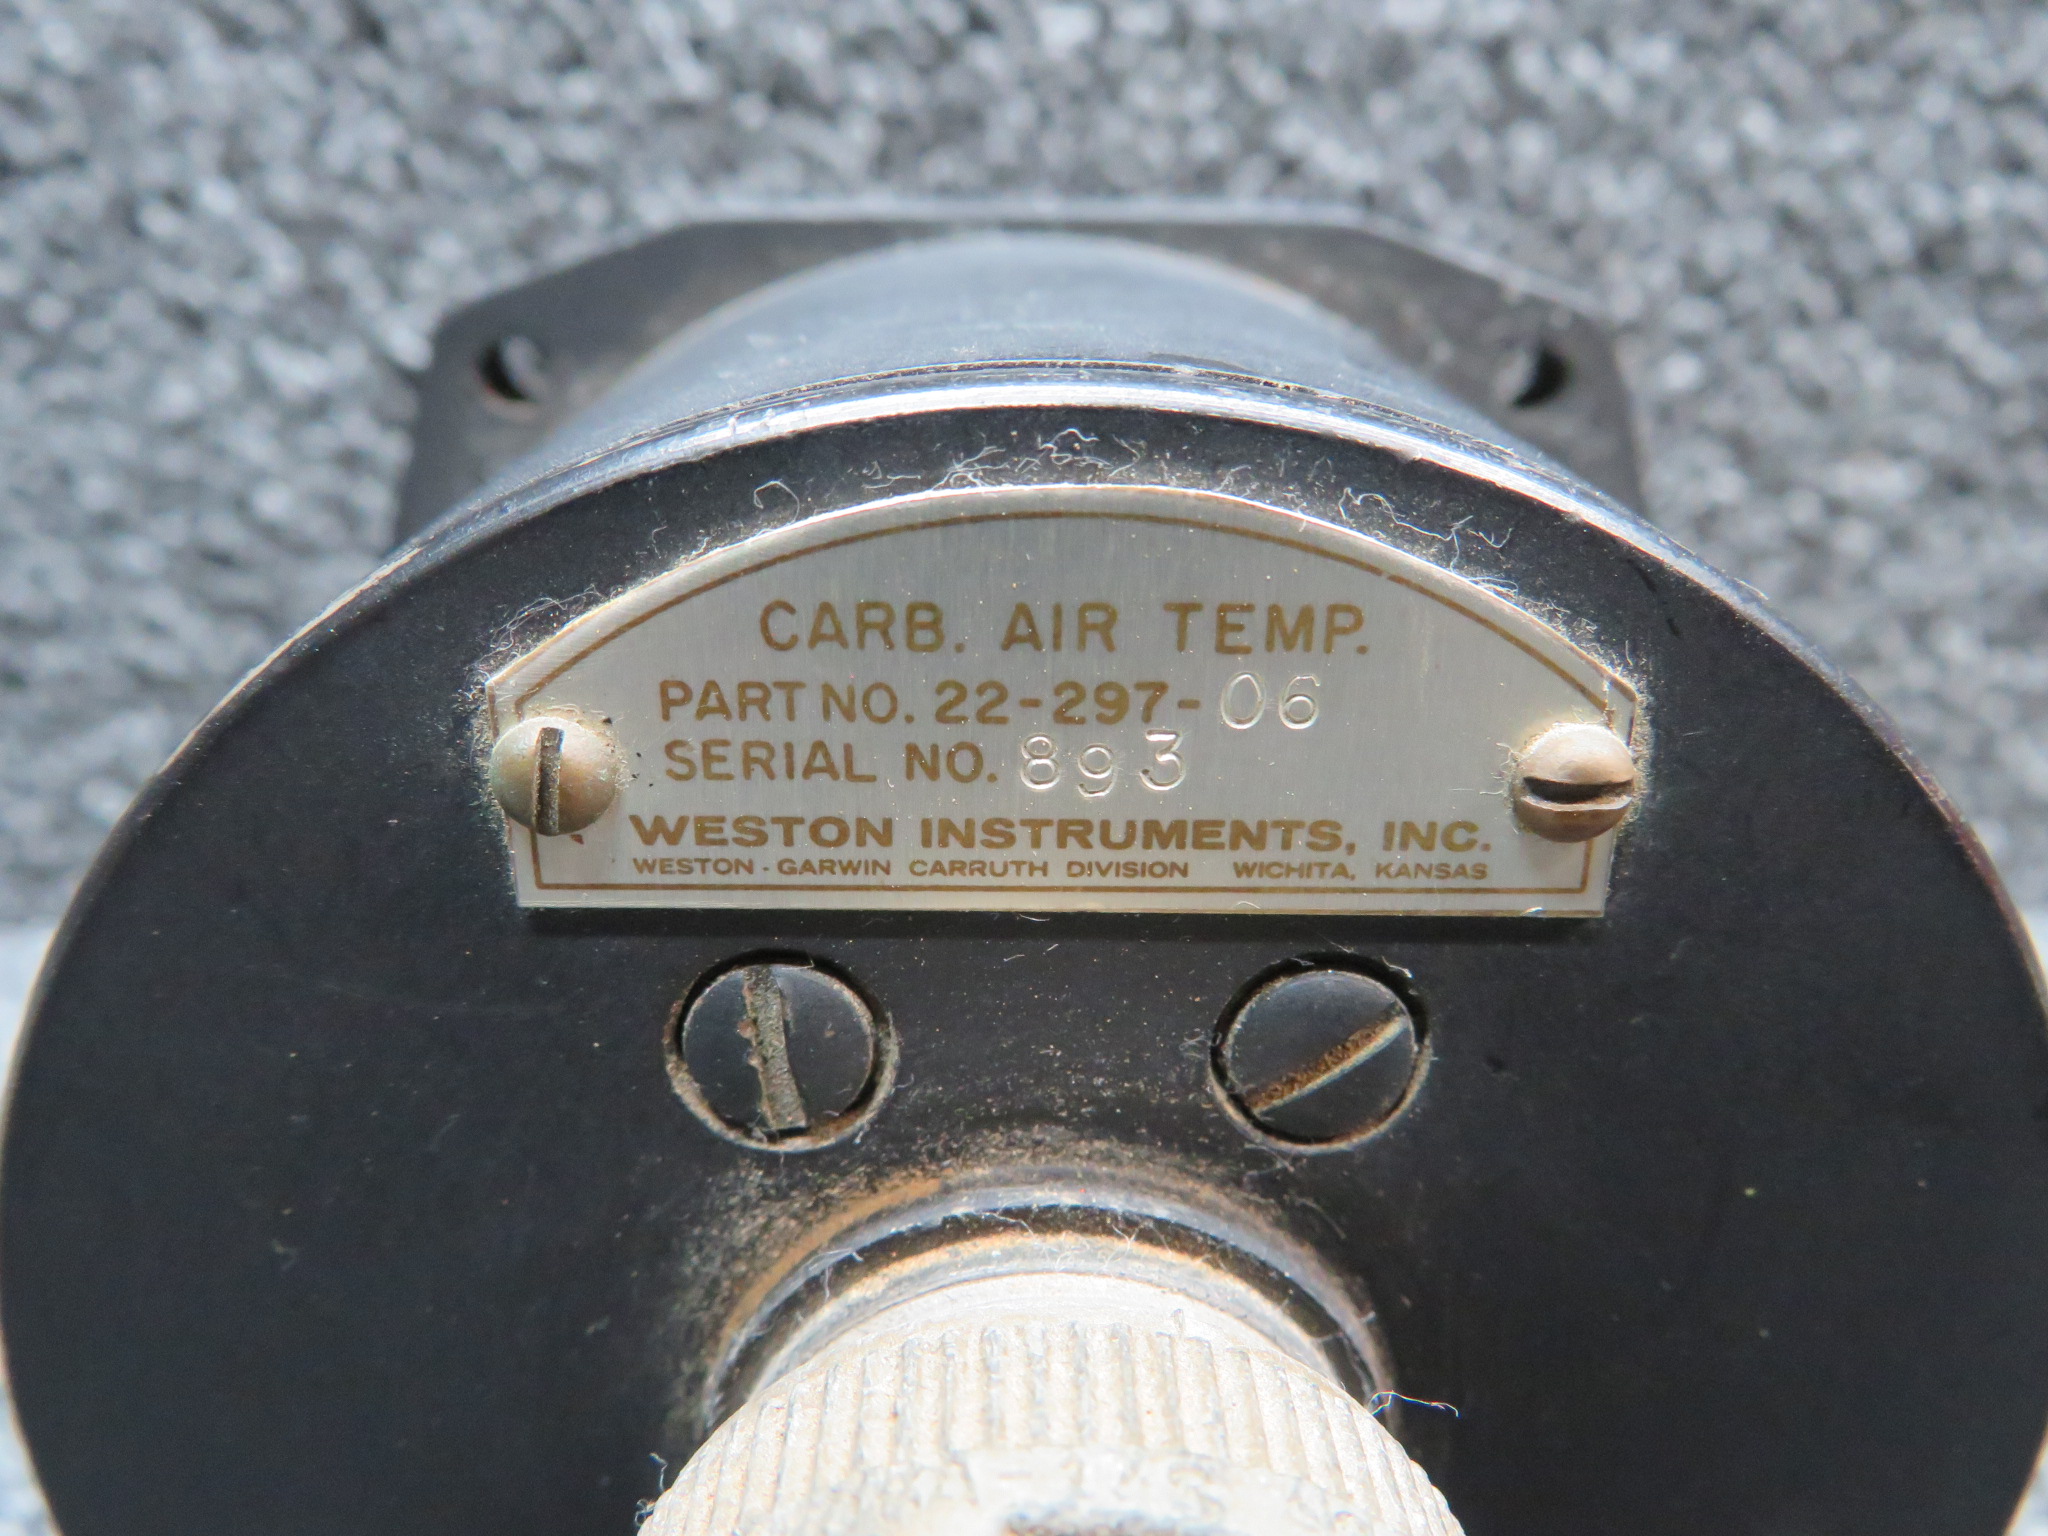 CARB. AIR TEMP.
PART NO. 22-297-06
SERIAL NO. 893
WESTON INSTRUMENTS, INC.
WESTON - GARWIN CARRUTH DIVISION WICHITA, KANSAS